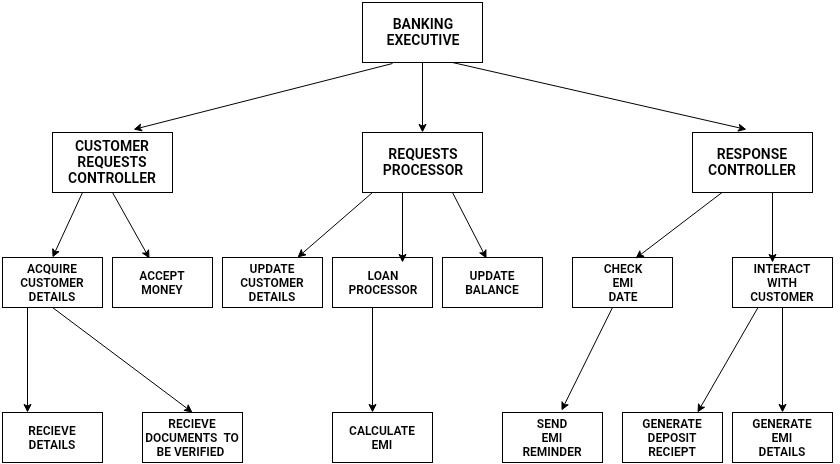 BANKING
EXECUTIVE
CUSTOMER
REQUESTS
CONTROLLER
REQUESTS
PROCESSOR
RESPONSE
CONTROLLER
ACQUIRE
CUSTOMER
DETAILS
ACCEPT
MONEY
UPDATE
CUSTOMER
DETAILS
LOAN
PROCESSOR
UPDATE
BALANCE
CHECK
EMI
DATE
INTERACT
WITH
CUSTOMER
RECIEVE
DETAILS
RECIEVE
DOCUMENTS TO
BE VERIFIED
CALCULATE
EMI
SEND
EMI
REMINDER
GENERATE
DEPOSIT
RECIEPT
GENERATE
EMI
DETAILS